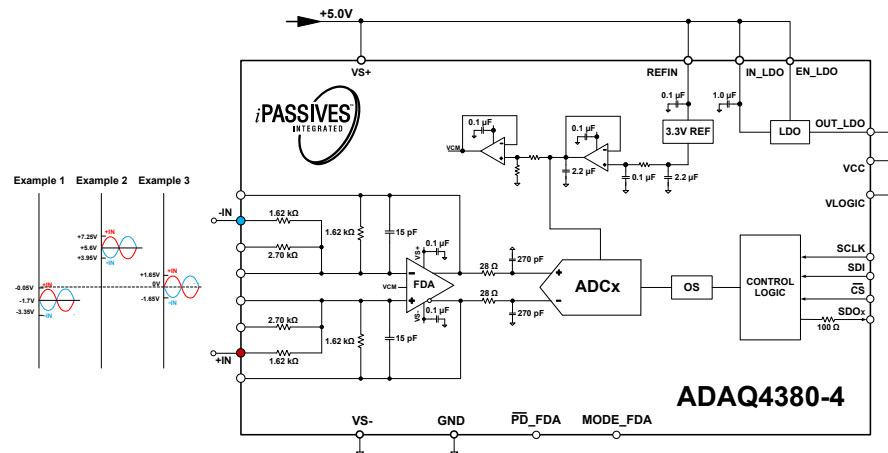 +5.0V
VS+
REFIN
IN_LDO
EN_LDO
iPASSIVES™
INTEGRATED
0.1 µF
0.1 µF
0.1 µF
1.0 µF
3.3V REF
LDO
OUT_LDO
VCM
2.2 µF
0.1 µF
2.2 µF
VCC
VLOGIC
Example 1
Example 2
Example 3
+7.25V
+IN
+5.6V
+3.95V
-IN
+1.65V
+IN
0V
-1.65V
-IN
-0.05V
+IN
-1.7V
-3.35V
-IN
-IN
1.62 kΩ
2.70 kΩ
1.62 kΩ
15 pF
VS+
0.1 µF
28 Ω
270 pF
VCM
FDA
28 Ω
270 pF
VS-
0.1 µF
2.70 kΩ
1.62 kΩ
1.62 kΩ
15 pF
+IN
ADCx
OS
CONTROL
LOGIC
SCLK
SDI
CS
SDOx
100 Ω
ADAQ4380-4
VS-
GND
PD_FDA
MODE_FDA